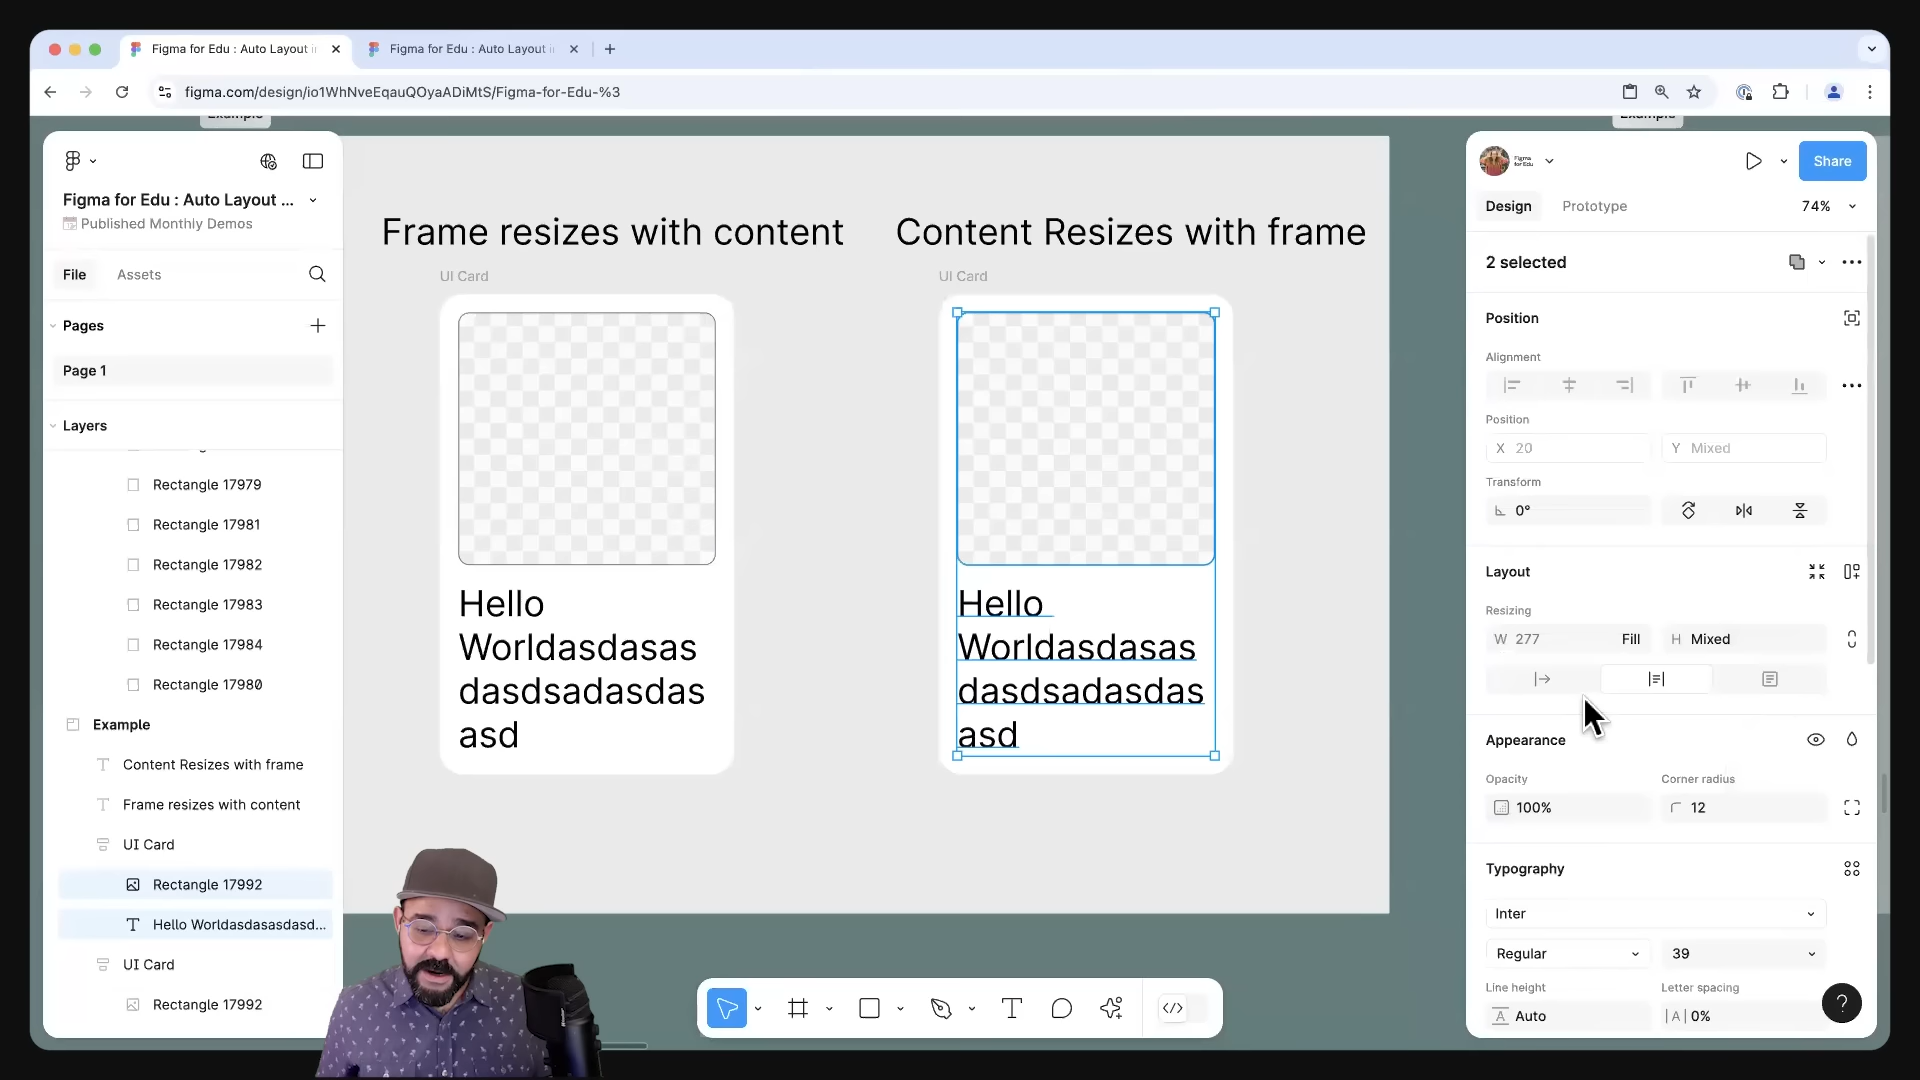 Figma for Edu : Auto Layout i
Figma for Edu : Auto Layout i
figma.com/design/io1WhNveEqauQOyaADiMtS/Figma-for-Edu-%3
Example
Example
Figma for Edu : Auto Layout ...
Published Monthly Demos
File
Assets
Pages
Page 1
Layers
Rectangle 17979
Rectangle 17981
Rectangle 17982
Rectangle 17983
Rectangle 17984
Rectangle 17980
Example
Content Resizes with frame
Frame resizes with content
UI Card
Rectangle 17992
Hello Worldasdasasdasd...
UI Card
Rectangle 17992
Frame resizes with content
UI Card
Hello
Worldasdasas
dasdsadasdas
asd
Content Resizes with frame
UI Card
Hello
Worldasdasas
dasdsadasdas
asd
Figma
for Edu
Share
Design
Prototype
74%
2 selected
Position
Alignment
Position
X 20
Y Mixed
Transform
0°
Layout
Resizing
W 277 Fill
H Mixed
Appearance
Opacity
Corner radius
100%
12
Typography
Inter
Regular
39
Line height
Letter spacing
Auto
|A| 0%
?